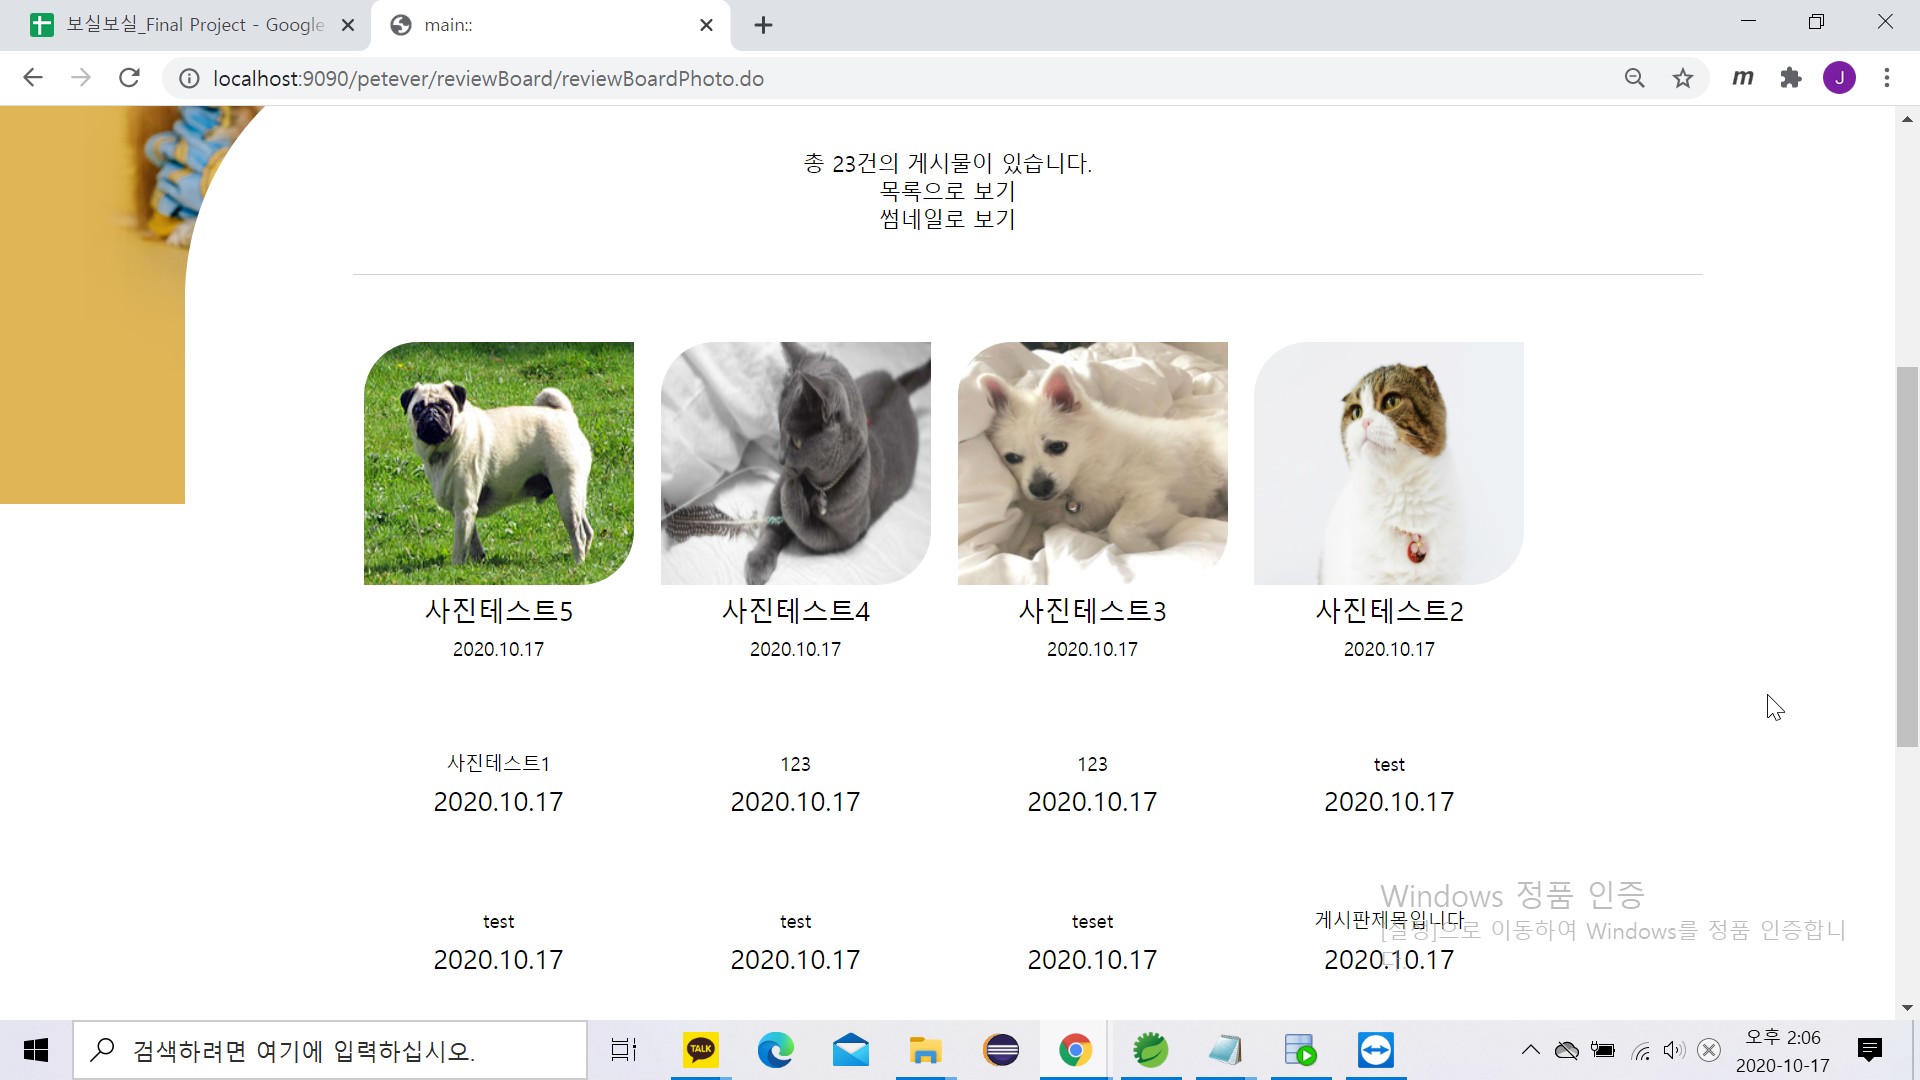 보실보실_Final Project - Google
main::
localhost:9090/petever/reviewBoard/reviewBoardPhoto.do
m
J
총 23건의 게시물이 있습니다.
목록으로 보기
썸네일로 보기
사진테스트5
사진테스트4
사진테스트3
사진테스트2
2020.10.17
2020.10.17
2020.10.17
2020.10.17
사진테스트1
123
123
test
2020.10.17
2020.10.17
2020.10.17
2020.10.17
test
test
teset
게시판제목입니다
2020.10.17
2020.10.17
2020.10.17
2020.10.17
Windows 정품 인증
[설정]으로 이동하여 Windows를 정품 인증합니
다.
검색하려면 여기에 입력하십시오.
TALK
오후 2:06
2020-10-17